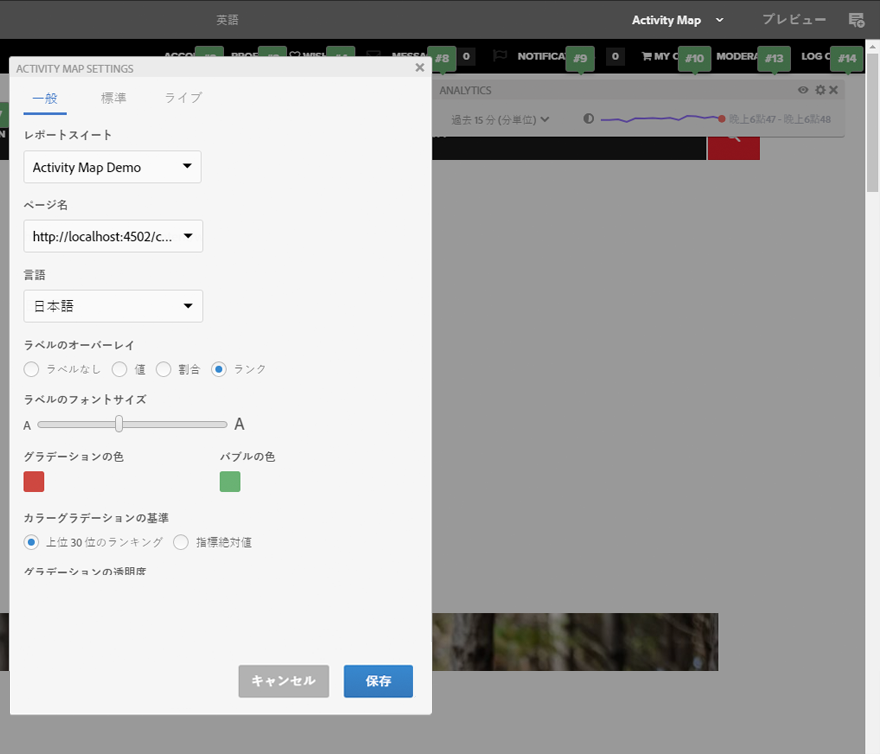 英語 Activity Map プレビュー
MESSA #8 0 NOTIFICA #9 0 MY C #10 MODERA #13 LOG O #14
ACTIVITY MAP SETTINGS
ANALYTICS
一般 標準 ライブ
過去 15 分 (分単位) 晚上6點47 - 晚上6點48
レポートスイート
Activity Map Demo
ページ名
http://localhost:4502/c...
言語
日本語
ラベルのオーバーレイ
ラベルなし 値 割合 ランク
ラベルのフォントサイズ
A A
グラデーションの色 バブルの色
カラーグラデーションの基準
上位 30 位のランキング 指標絶対値
グラデーションの透明度
キャンセル 保存